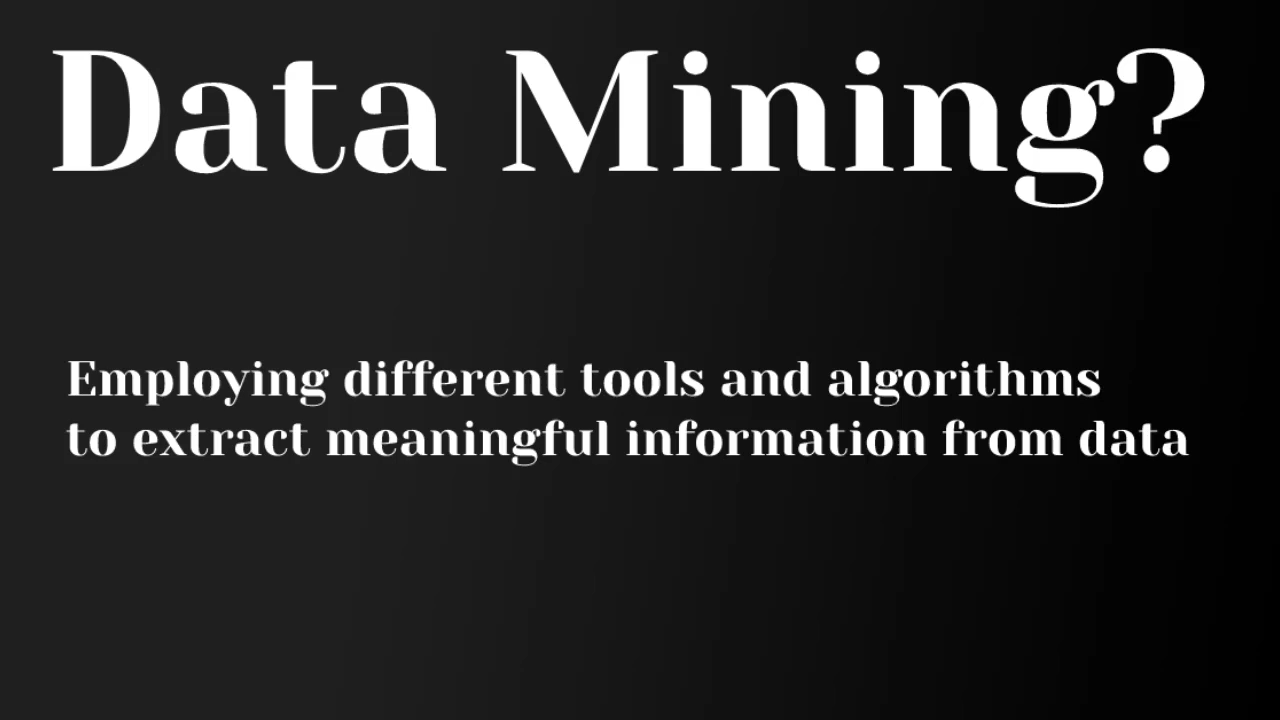 Data Mining?
Employing different tools and algorithms
to extract meaningful information from data